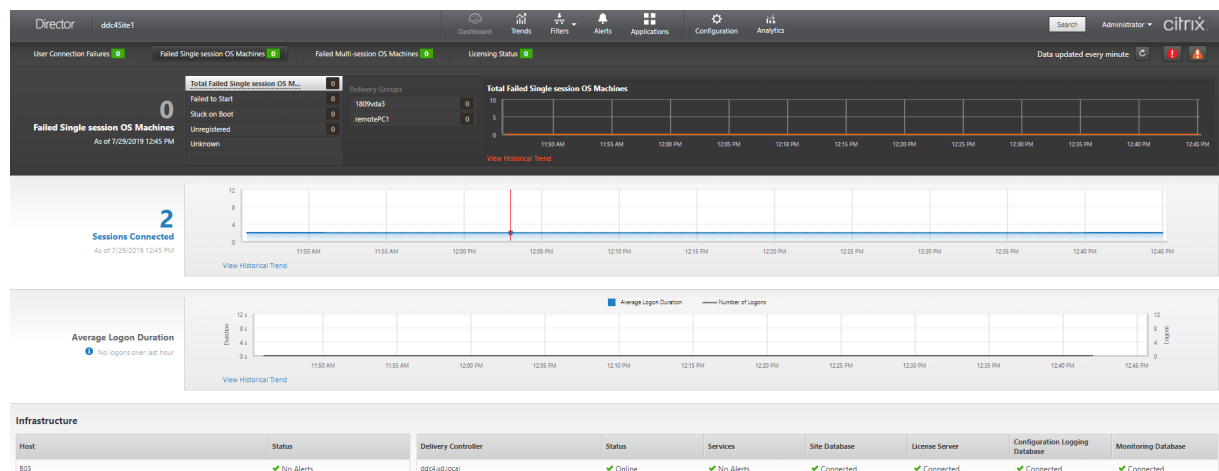 Director ddc4Site1
Dashboard Trends Filters Alerts Applications Configuration Analytics
Search Administrator citrix
User Connection Failures 0 Failed Single session OS Machines 0 Failed Multi-session OS Machines 0 Licensing Status 0 Data updated every minute
0
Failed Single session OS Machines
As of 7/29/2019 12:45 PM
Total Failed Single session OS M... 0
Failed to Start 0
Stuck on Boot 0
Unregistered 0
Unknown
Delivery Groups
1809vda3 0
remotePC1 0
Total Failed Single session OS Machines
10
5
0
11:50 AM 11:55 AM 12:00 PM 12:05 PM 12:10 PM 12:15 PM 12:20 PM 12:25 PM 12:30 PM 12:35 PM 12:40 PM 12:45 PM
View Historical Trend
2
Sessions Connected
As of 7/29/2019 12:45 PM
12
8
4
0
11:50 AM 11:55 AM 12:00 PM 12:05 PM 12:10 PM 12:15 PM 12:20 PM 12:25 PM 12:30 PM 12:35 PM 12:40 PM 12:45 PM
View Historical Trend
Average Logon Duration Number of Logons
Average Logon Duration
No logons over last hour
Duration
12 s
8 s
4 s
0 s
12
8
4
0
Logons
11:50 AM 11:55 AM 12:00 PM 12:05 PM 12:10 PM 12:15 PM 12:20 PM 12:25 PM 12:30 PM 12:35 PM 12:40 PM 12:45 PM
View Historical Trend
Infrastructure
Host Status
B03 No Alerts
Delivery Controller Status Services Site Database License Server Configuration Logging Database Monitoring Database
ddc4.xd.local Online No Alerts Connected Connected Connected Connected